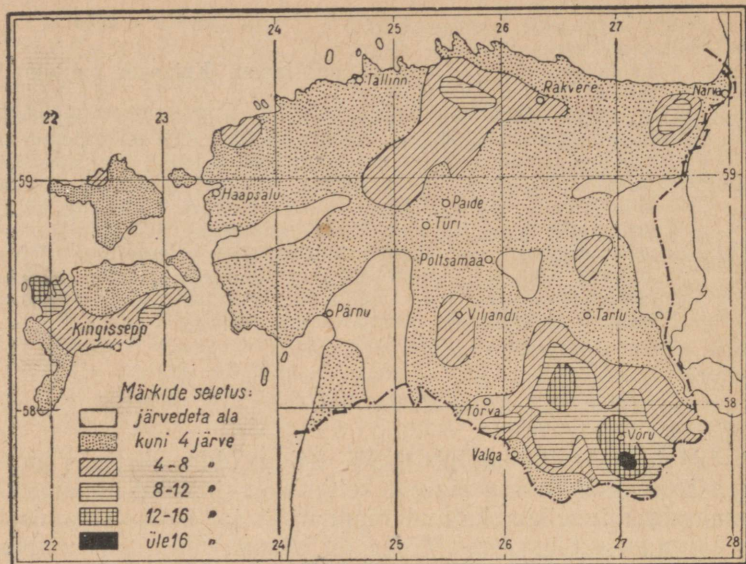 24 25 26 27
22 23
Tallinn
Rakvere
Narva
59 59
Haapsalu
Paide
Türi
Põltsamaa
Kingissepp
Pärnu
Viljandi
Tartu
58 58
Tõrva
Võru
Valga
Märkide seletus:
järvedeta ala
kuni 4 järve
4-8 "
8-12 "
12-16 "
üle 16 "
22 24 25 26 27 28